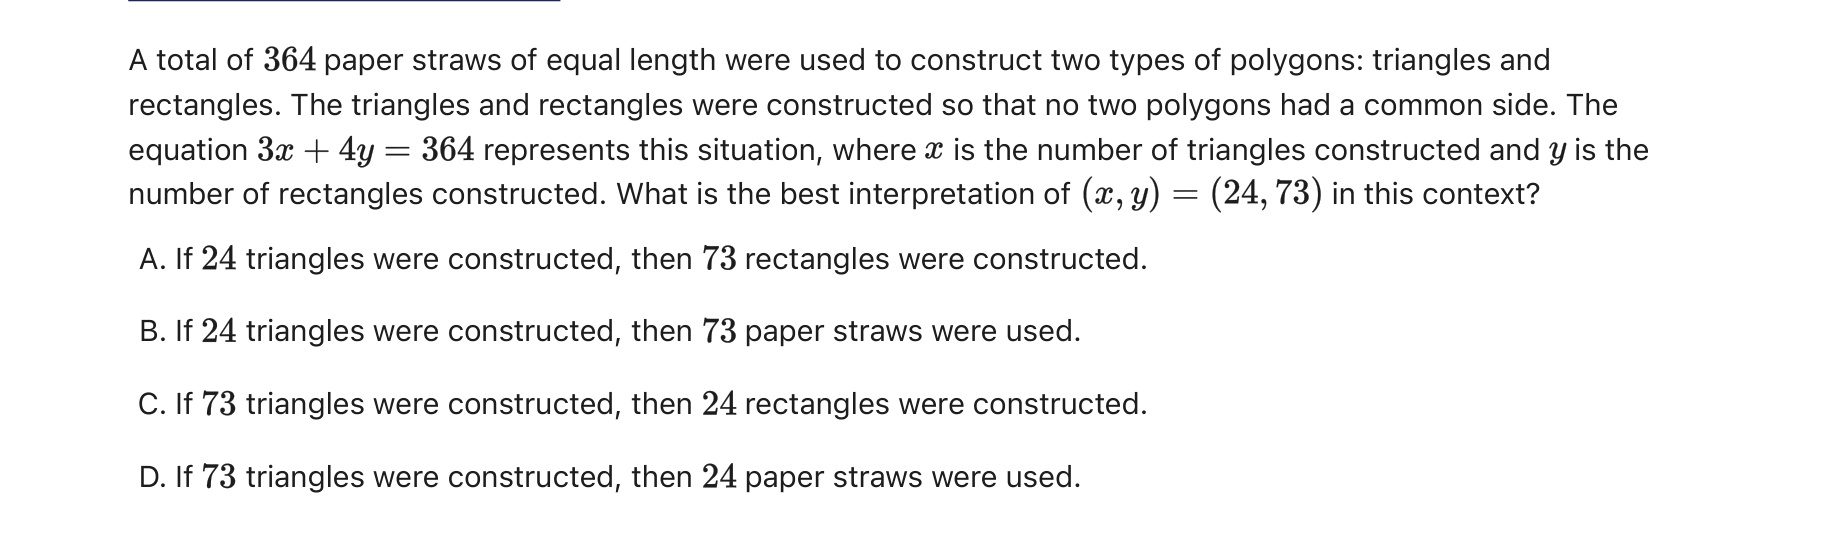 A total of 364 paper straws of equal length were used to construct two types of polygons: triangles and
rectangles. The triangles and rectangles were constructed so that no two polygons had a common side. The
equation 3x + 4y = 364 represents this situation, where x is the number of triangles constructed and y is the
number of rectangles constructed. What is the best interpretation of (x, y) = (24, 73) in this context?
A. If 24 triangles were constructed, then 73 rectangles were constructed.
B. If 24 triangles were constructed, then 73 paper straws were used.
C. If 73 triangles were constructed, then 24 rectangles were constructed.
D. If 73 triangles were constructed, then 24 paper straws were used.